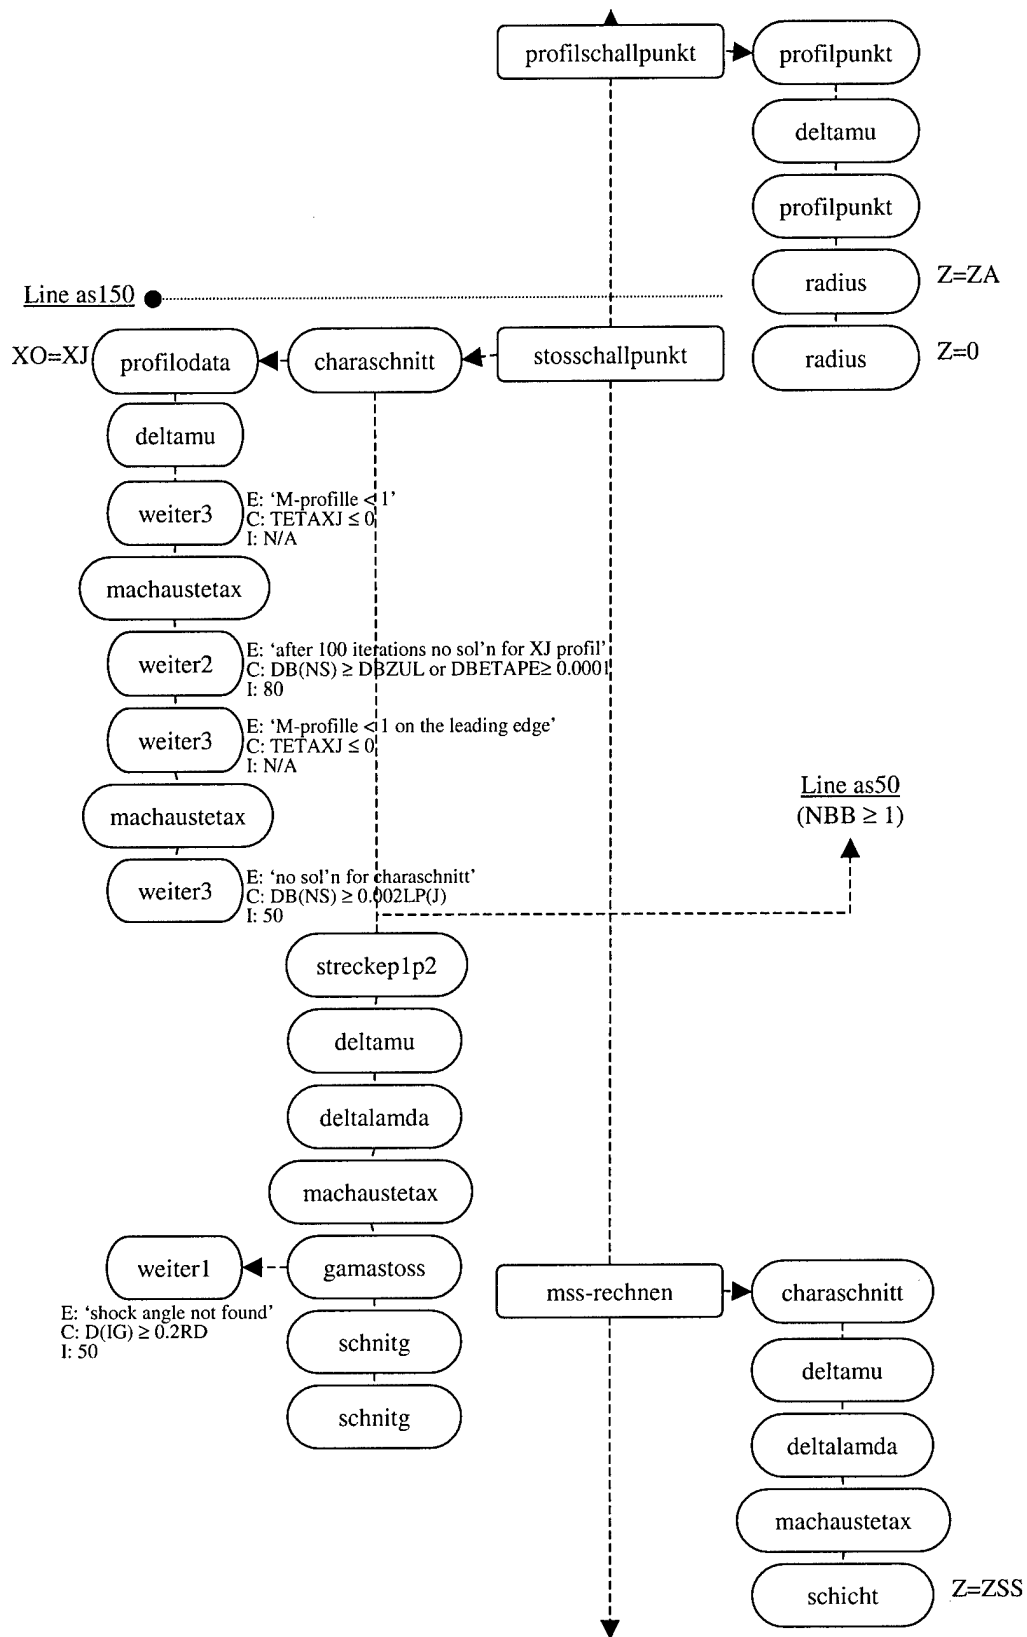 profilschallpunkt
profilpunkt
deltamu
profilpunkt
radius
Z=ZA
Line as150
XO=XJ
profilodata
charaschnitt
stosschallpunkt
radius
Z=0
deltamu
weiter3
E: ‘M-profille < 1’
C: TETAXJ ≤ 0
I: N/A
machaustetax
weiter2
E: ‘after 100 iterations no sol’n for XJ profil’
C: DB(NS) ≥ DBZUL or DBETAPE≥ 0.0001
I: 80
weiter3
E: ‘M-profille < 1 on the leading edge’
C: TETAXJ ≤ 0
I: N/A
machaustetax
Line as50
(NBB ≥ 1)
weiter3
E: ‘no sol’n for charaschnitt’
C: DB(NS) ≥ 0.002LP(J)
I: 50
streckep1p2
deltamu
deltalamda
machaustetax
weiter1
gamastoss
E: ‘shock angle not found’
C: D(IG) ≥ 0.2RD
I: 50
schnitg
schnitg
mss-rechnen
charaschnitt
deltamu
deltalamda
machaustetax
schicht
Z=ZSS